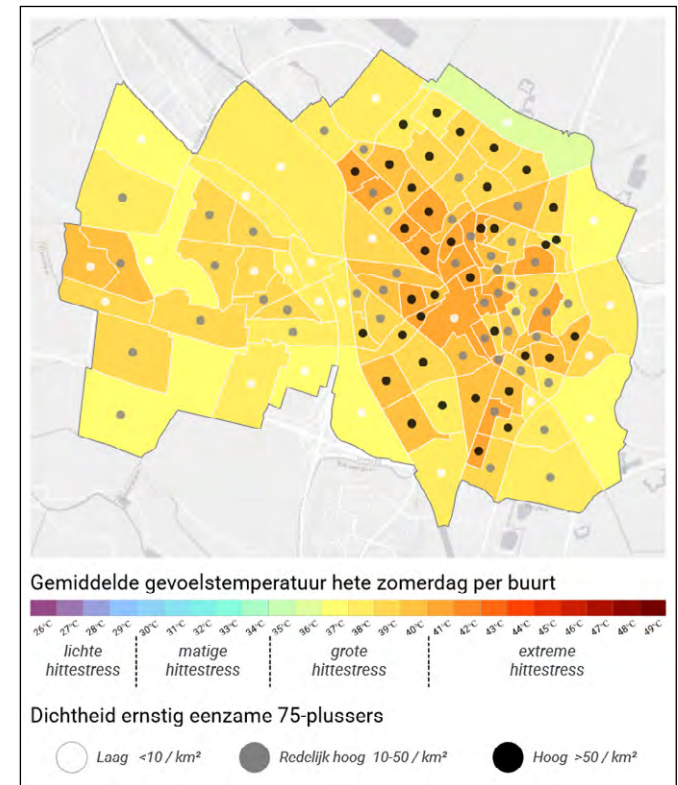 Gemiddelde gevoelstemperatuur hete zomerdag per buurt
26°C 27°C 28°C 29°C 30°C 31°C 32°C 33°C 34°C 35°C 36°C 37°C 38°C 39°C 40°C 41°C 42°C 43°C 44°C 45°C 46°C 47°C 48°C 49°C
lichte hittestress
matige hittestress
grote hittestress
extreme hittestress
Dichtheid ernstig eenzame 75-plussers
Laag <10 / km²
Redelijk hoog 10-50 / km²
Hoog >50 / km²